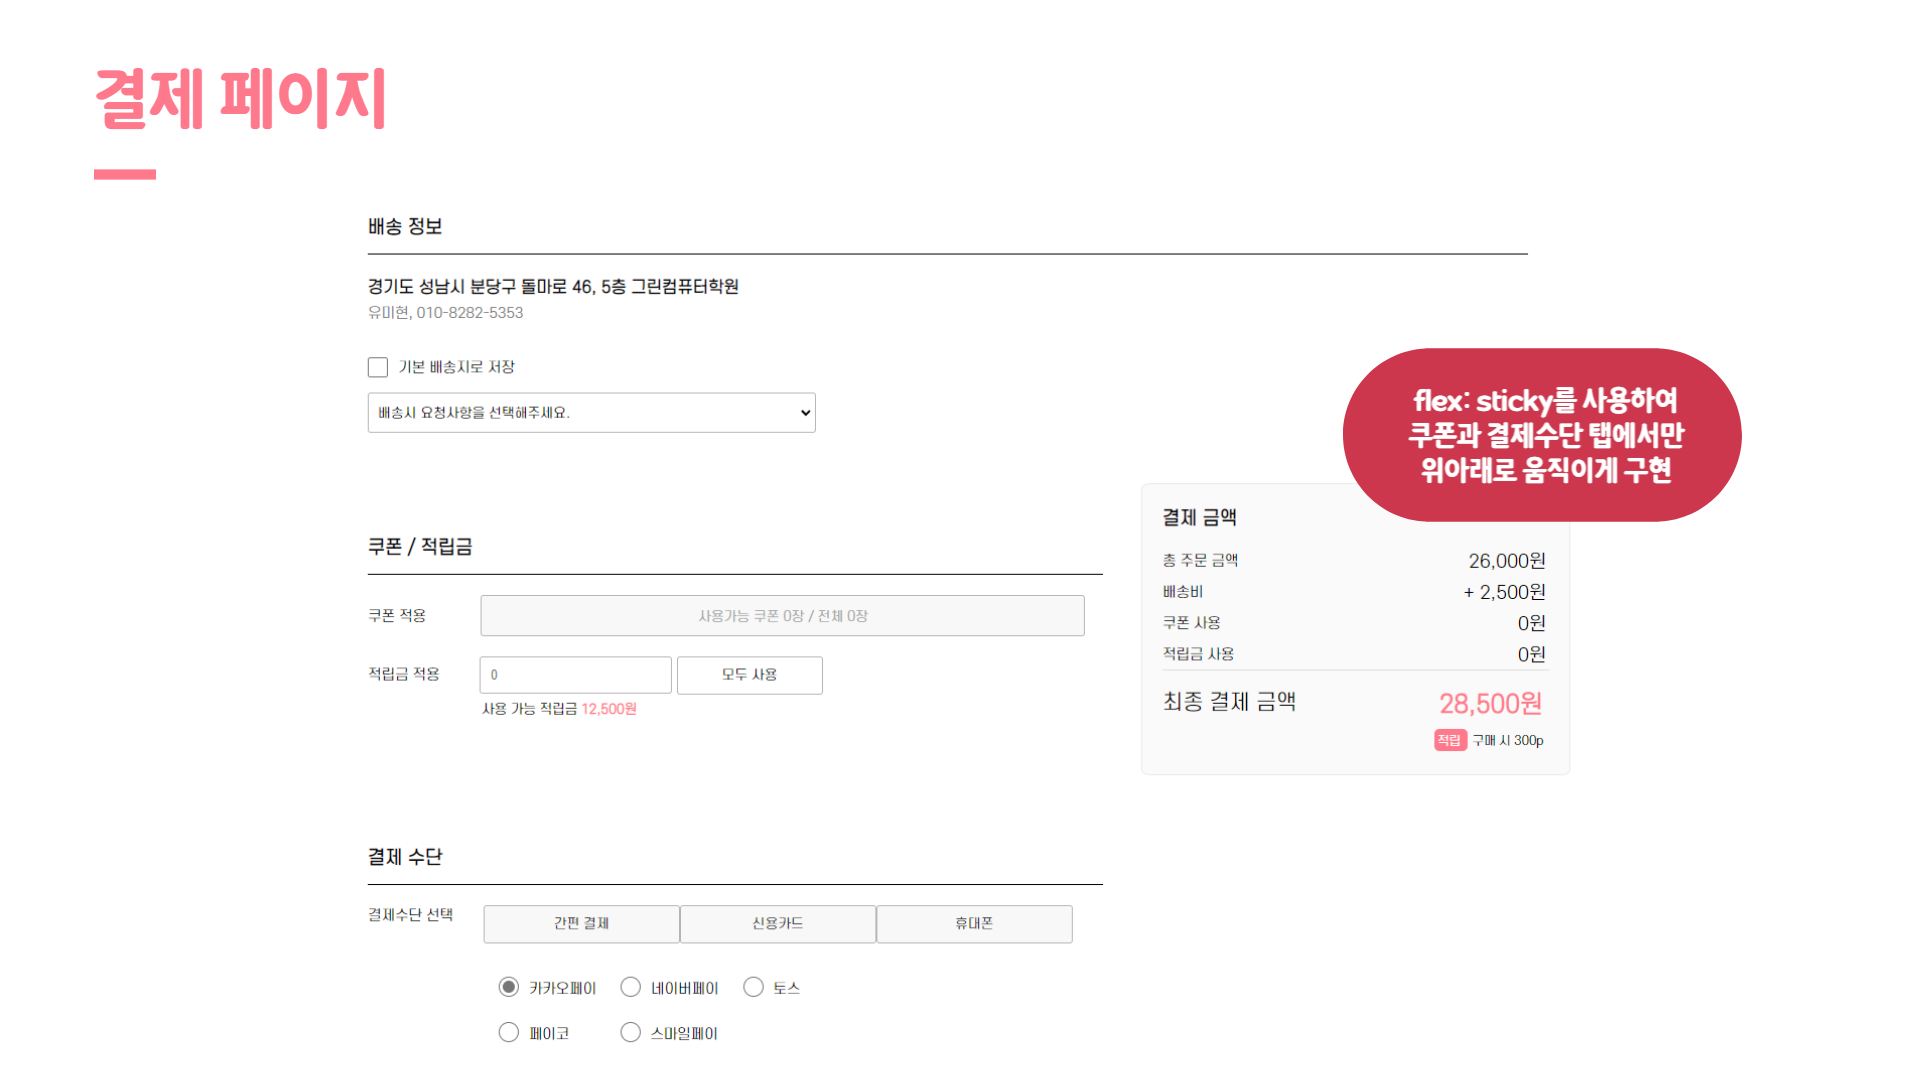 결제 페이지
배송 정보
경기도 성남시 분당구 돌마로 46, 5층 그린컴퓨터학원
유미현, 010-8282-5353
기본 배송지로 저장
배송시 요청사항을 선택해주세요.
flex: sticky를 사용하여
쿠폰과 결제수단 탭에서만
위아래로 움직이게 구현
쿠폰 / 적립금
쿠폰 적용 사용가능 쿠폰 0장 / 전체 0장
적립금 적용 0 모두 사용
사용 가능 적립금 12,500원
결제 금액
총 주문 금액 26,000원
배송비 + 2,500원
쿠폰 사용 0원
적립금 사용 0원
최종 결제 금액 28,500원
적립 구매 시 300p
결제 수단
결제수단 선택 간편 결제 신용카드 휴대폰
카카오페이 네이버페이 토스
페이코 스마일페이